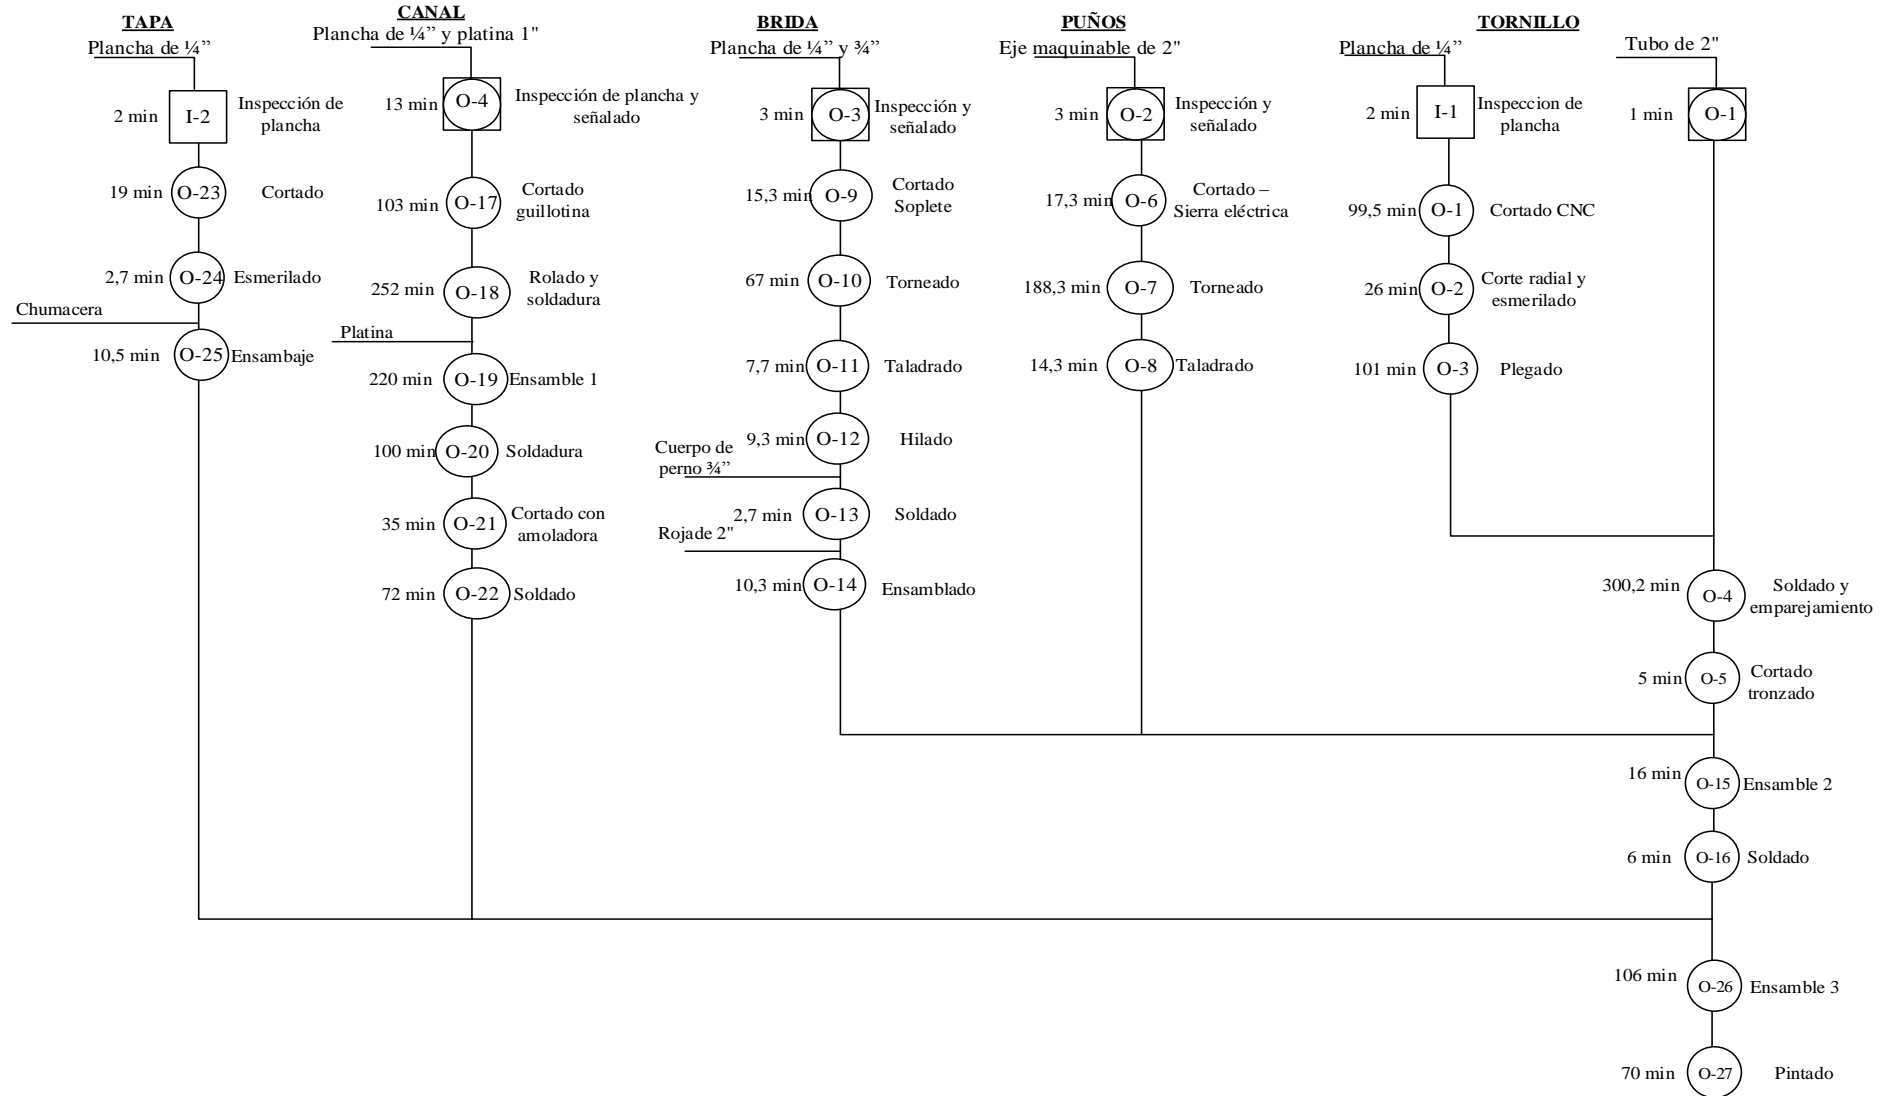 TAPA
Plancha de ¼”
2 min
I-2
Inspección de
plancha
19 min
O-23
Cortado
2,7 min
O-24
Esmerilado
Chumacera
10,5 min
O-25
Ensambaje
CANAL
Plancha de ¼” y platina 1"
13 min
O-4
Inspección de plancha y
señalado
103 min
O-17
Cortado
guillotina
252 min
O-18
Rolado y
soldadura
Platina
220 min
O-19
Ensamble 1
100 min
O-20
Soldadura
35 min
O-21
Cortado con
amoladora
72 min
O-22
Soldado
BRIDA
Plancha de ¼” y ¾”
3 min
O-3
Inspección y
señalado
15,3 min
O-9
Cortado
Soplete
67 min
O-10
Torneado
7,7 min
O-11
Taladrado
9,3 min
O-12
Hilado
Cuerpo de
perno ¾”
2,7 min
O-13
Soldado
Rojade 2"
10,3 min
O-14
Ensamblado
PUÑOS
Eje maquinable de 2"
3 min
O-2
Inspección y
señalado
17,3 min
O-6
Cortado –
Sierra eléctrica
188,3 min
O-7
Torneado
14,3 min
O-8
Taladrado
TORNILLO
Plancha de ¼”
2 min
I-1
Inspeccion de
plancha
99,5 min
O-1
Cortado CNC
26 min
O-2
Corte radial y
esmerilado
101 min
O-3
Plegado
Tubo de 2"
1 min
O-1
300,2 min
O-4
Soldado y
emparejamiento
5 min
O-5
Cortado
tronzado
16 min
O-15
Ensamble 2
6 min
O-16
Soldado
106 min
O-26
Ensamble 3
70 min
O-27
Pintado